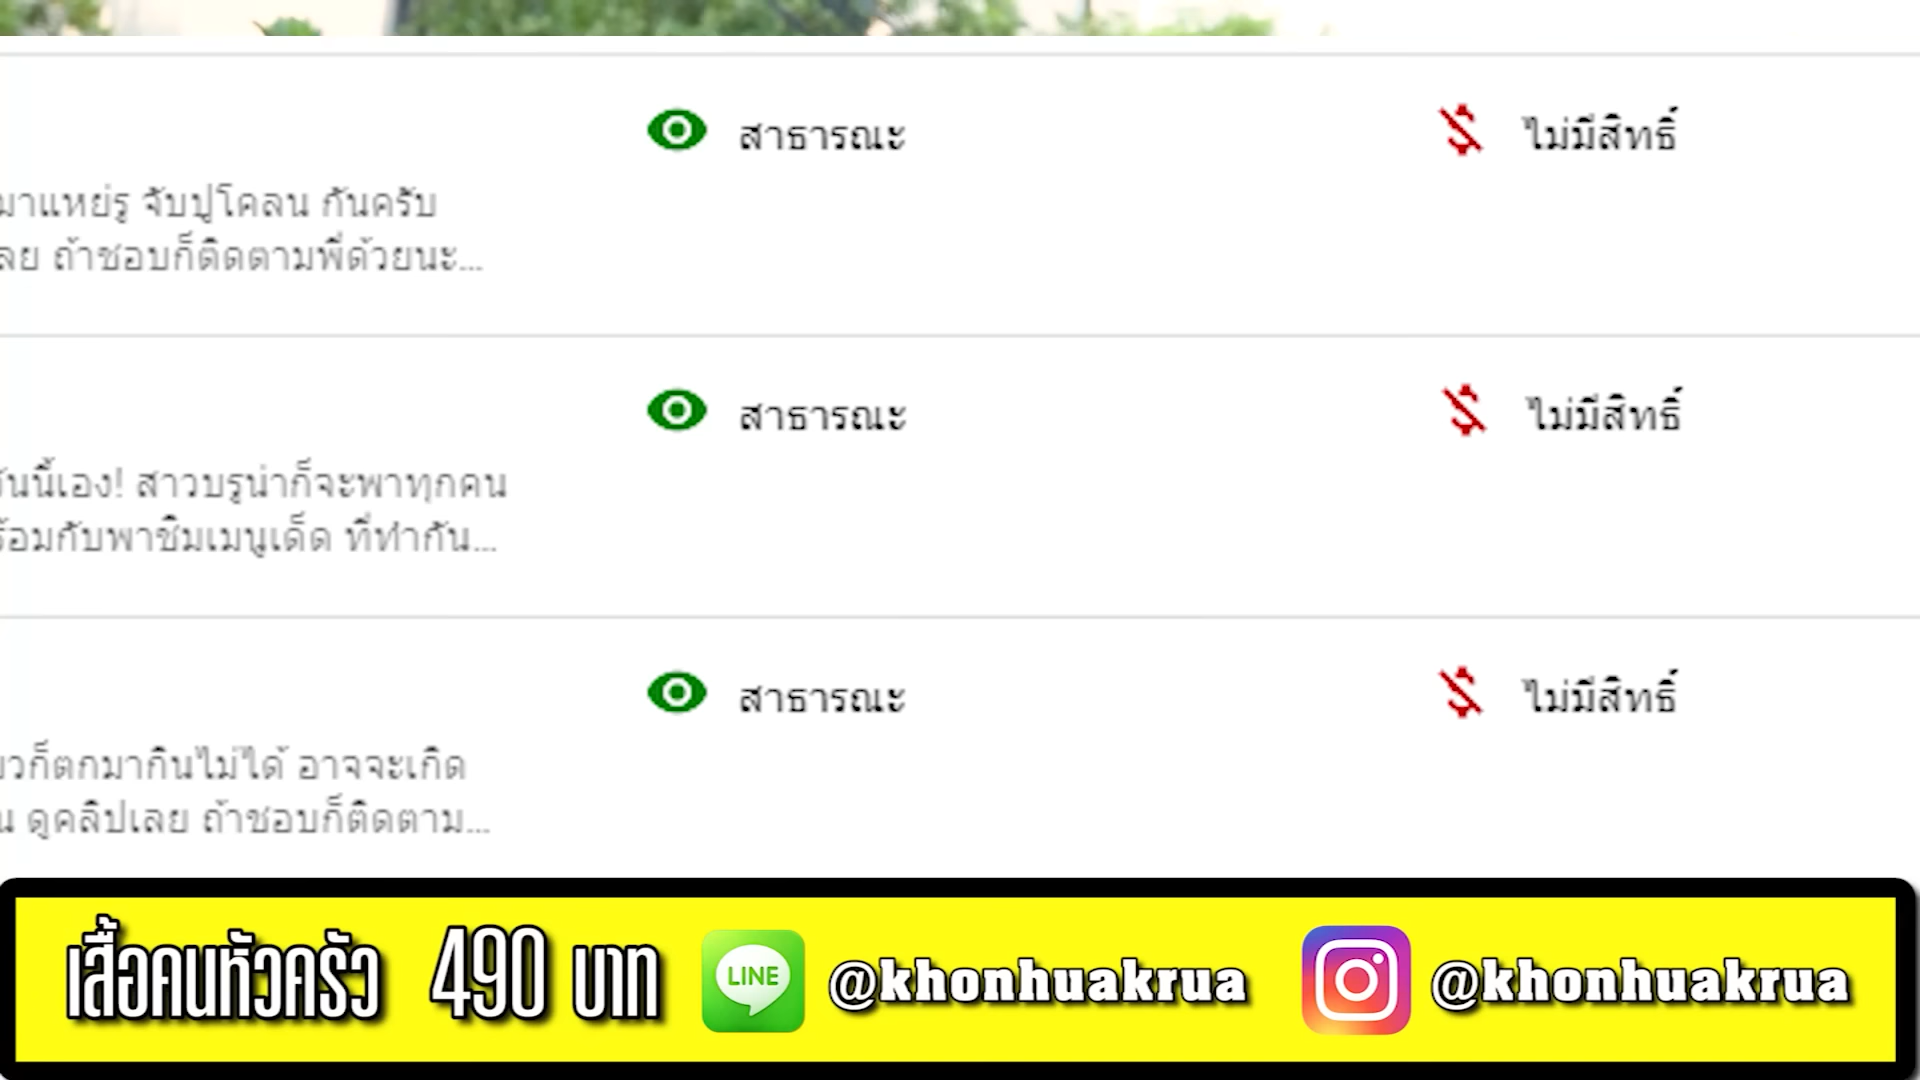 สาธารณะ ไม่มีสิทธิ์
มาแหย่รู จับปูโคลน กันครับ
ลย ถ้าชอบก็ติดตามพี่ด้วยนะ...
สาธารณะ ไม่มีสิทธิ์
วันนี้เอง! สาวบรูน่าก็จะพาทุกคน
ร้อมกับพาชิมเมนูเด็ด ที่ทำกัน...
สาธารณะ ไม่มีสิทธิ์
วก็ตกมากินไม่ได้ อาจจะเกิด
น ดูคลิปเลย ถ้าชอบก็ติดตาม...
เสื้อคนหัวครัว 490 บาท LINE @khonhuakrua @khonhuakrua